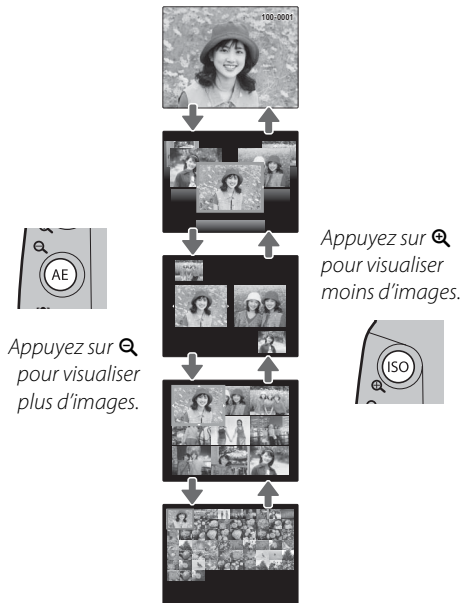 100-0001
AE
Appuyez sur
pour visualiser
plus d'images.
Appuyez sur
pour visualiser
moins d'images.
ISO